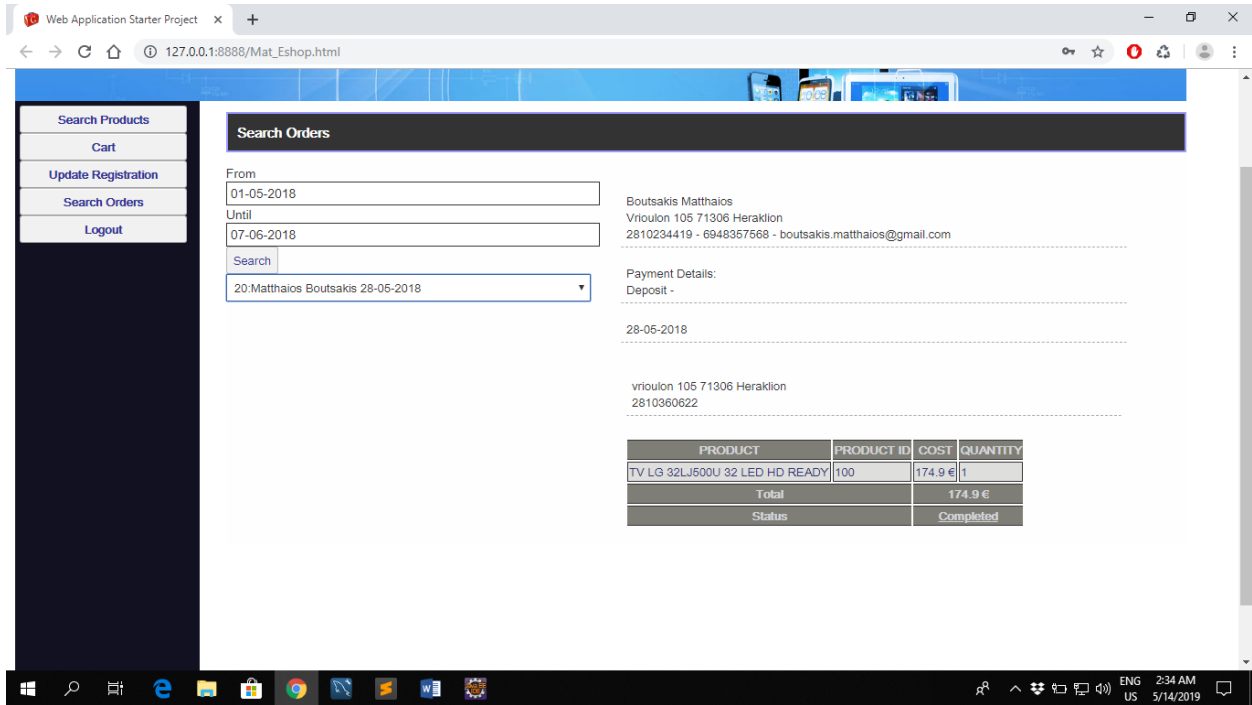 Web Application Starter Project
127.0.0.1:8888/Mat_Eshop.html
Search Products
Cart
Update Registration
Search Orders
Logout
Search Orders
From
01-05-2018
Until
07-06-2018
Search
20:Matthaios Boutsakis 28-05-2018
Boutsakis Matthaios
Vrioulon 105 71306 Heraklion
2810234419 - 6948357568 - boutsakis.matthaios@gmail.com
Payment Details:
Deposit -
28-05-2018
vrioulon 105 71306 Heraklion
2810360622
PRODUCT PRODUCT ID COST QUANTITY
TV LG 32LJ500U 32 LED HD READY 100 174.9 € 1
Total 174.9 €
Status Completed
ENG 2:34 AM
US 5/14/2019